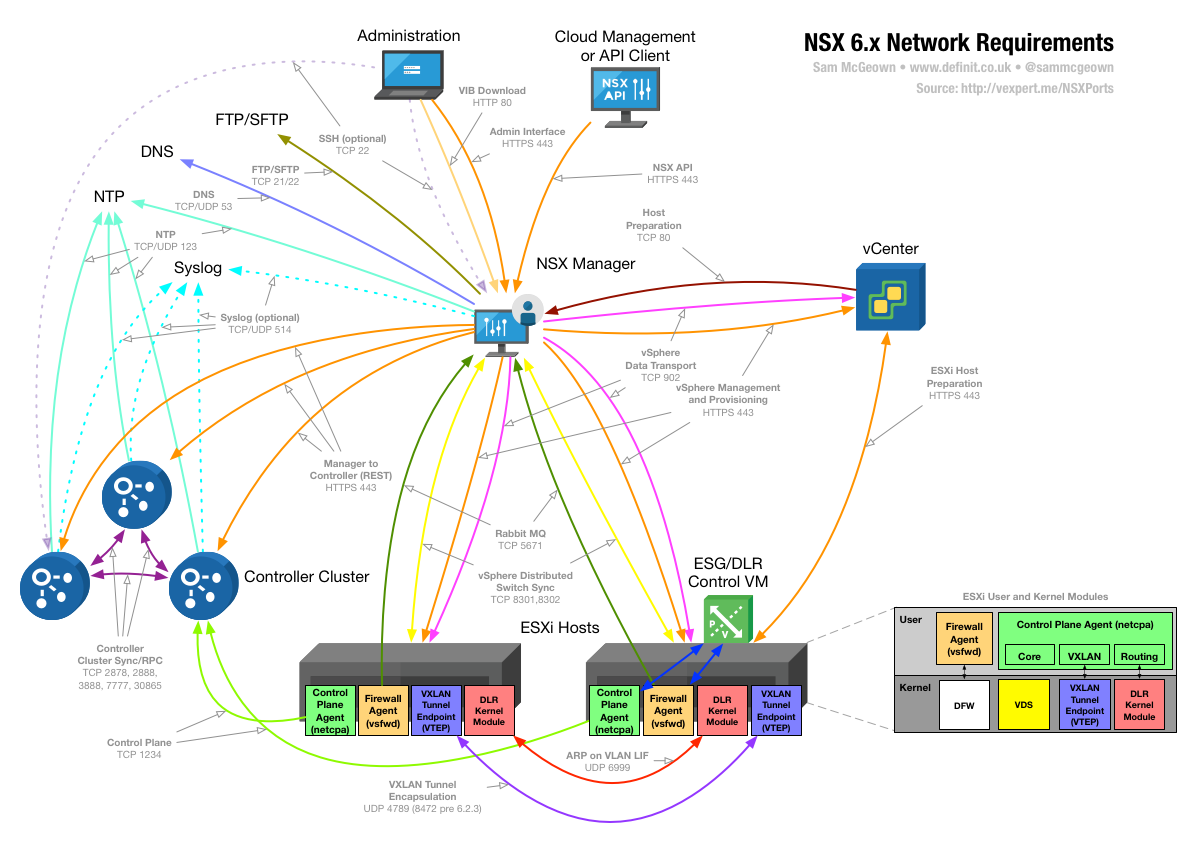 NSX 6.x Network Requirements
Sam McGeown • www.definit.co.uk • @sammcgeown
Source: http://vexpert.me/NSXPorts
Administration
Cloud Management
or API Client
NSX
API
VIB Download
HTTP 80
Admin Interface
HTTPS 443
FTP/SFTP
SSH (optional)
TCP 22
DNS
FTP/SFTP
TCP 21/22
NSX API
HTTPS 443
NTP
DNS
TCP/UDP 53
Host
Preparation
TCP 80
NTP
TCP/UDP 123
vCenter
Syslog
NSX Manager
Syslog (optional)
TCP/UDP 514
vSphere
Data Transport
TCP 902
vSphere Management
and Provisioning
HTTPS 443
ESXi Host
Preparation
HTTPS 443
Manager to
Controller (REST)
HTTPS 443
Rabbit MQ
TCP 5671
Controller Cluster
vSphere Distributed
Switch Sync
TCP 8301,8302
ESG/DLR
Control VM
P
V
ESXi Hosts
Controller
Cluster Sync/RPC
TCP 2878, 2888,
3888, 7777, 30865
Control
Plane
Agent
(netcpa)
Firewall
Agent
(vsfwd)
VXLAN
Tunnel
Endpoint
(VTEP)
DLR
Kernel
Module
Control
Plane
Agent
(netcpa)
Firewall
Agent
(vsfwd)
DLR
Kernel
Module
VXLAN
Tunnel
Endpoint
(VTEP)
Control Plane
TCP 1234
ARP on VLAN LIF
UDP 6999
VXLAN Tunnel
Encapsulation
UDP 4789 (8472 pre 6.2.3)
ESXi User and Kernel Modules
User
Firewall
Agent
(vsfwd)
Control Plane Agent (netcpa)
Core
VXLAN
Routing
Kernel
DFW
VDS
VXLAN
Tunnel
Endpoint
(VTEP)
DLR
Kernel
Module